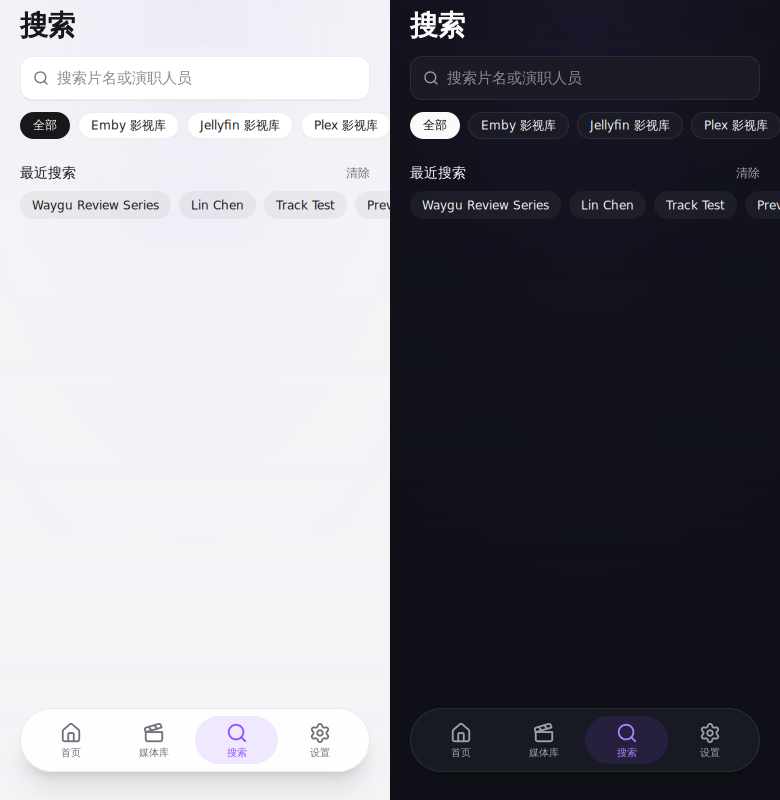 搜索
搜索片名或演职人员
全部 Emby 影视库 Jellyfin 影视库 Plex 影视库
最近搜索 清除
Waygu Review Series Lin Chen Track Test
首页 媒体库 搜索 设置
搜索
搜索片名或演职人员
全部 Emby 影视库 Jellyfin 影视库 Plex 影视库
最近搜索 清除
Waygu Review Series Lin Chen Track Test
首页 媒体库 搜索 设置